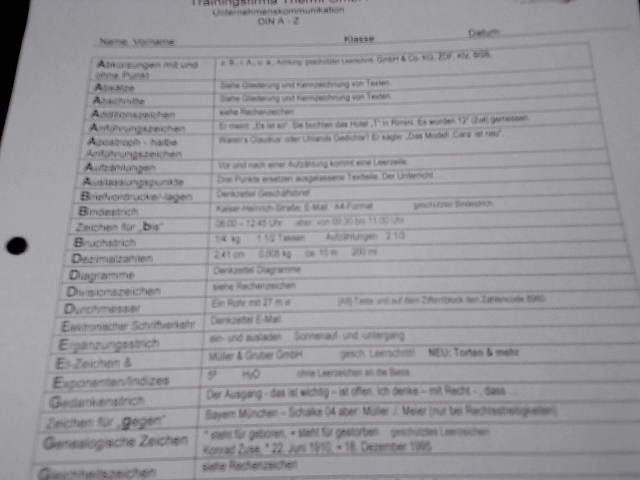 Trainingsfirma Thermi GmbH
Unternehmenskommunikation
DIN A - Z
Name, Vorname Klasse Datum
Abkürzungen mit und ohne Punkt
z. B., i. A., u. a., Achtung: geschützter Leerschritt, GmbH & Co. KG, ZDF, Kfz, BGB
Absätze Siehe Gliederung und Kennzeichnung von Texten.
Abschnitte Siehe Gliederung und Kennzeichnung von Texten.
Additionszeichen siehe Rechenzeichen
Anführungszeichen Er meint: „Es ist so“. Sie buchten das Hotel „T“ in Rimini. Es wurden 12" (Zoll) gemessen.
Apostroph - halbe Anführungszeichen
Waren's Claudius' oder Uhlands Gedichte? Er sagte: „Das Modell ‚Cara' ist neu“.
Aufzählungen Vor und nach einer Aufzählung kommt eine Leerzeile.
Auslassungspunkte Drei Punkte ersetzen ausgelassene Textteile. Der Unterricht ...
Briefvordrucke/-lagen Denkzettel Geschäftsbrief
Bindestrich Kaiser-Heinrich-Straße, E-Mail A4-Format geschützter Bindestrich
Zeichen für „bis“ 08:00 – 12:45 Uhr aber: von 09:30 bis 11:00 Uhr
Bruchstrich 1/4 kg 1 1/2 Tassen Aufzählungen 2 1/3
Dezimalzahlen 2,41 cm 0,005 kg ca. 10 m 200 ml
Diagramme Denkzettel Diagramme
Divisionszeichen siehe Rechenzeichen
Durchmesser Ein Rohr mit 27 m ø (Alt)-Taste und auf dem Ziffernblock den Zahlencode
Elektronischer Schriftverkehr Denkzettel E-Mail
Ergänzungsstrich ein- und ausladen Sonnenauf- und -untergang
Et-Zeichen & Müller & Gruber GmbH gesch. Leerschritt! NEU: Torten & mehr
Exponenten/Indizes H₂O ohne Leerzeichen an die Basis
Gedankenstrich Der Ausgang - das ist wichtig – ist offen. Ich denke – mit Recht - , dass ...
Zeichen für „gegen“ Bayern München – Schalke 04 aber: Müller ./. Meier (nur bei Rechtsstreitigkeiten)
Genealogische Zeichen * steht für geboren, + steht für gestorben geschütztes Leerzeichen
Konrad Zuse, * 22. Juni 1910, + 18. Dezember 1995
Gleichheitszeichen siehe Rechenzeichen